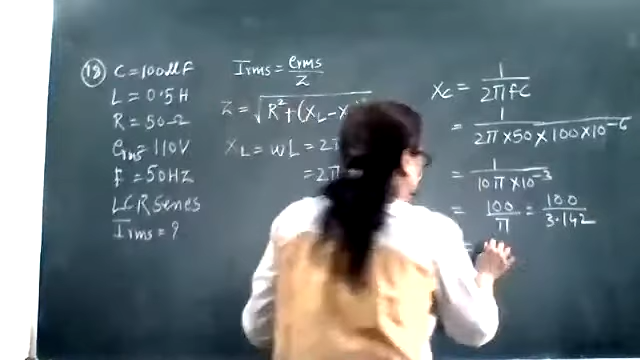 (18) C = 100 μF
L = 0.5 H
R = 50 Ω
erms = 110V
F = 50 HZ
LCR Series
Irms = ?
Irms = erms / Z
Z = √R² + (XL - X
XL = ωL = 2π
= 2π
XC = 1 / 2πfC
= 1 / 2π × 50 × 100 × 10⁻⁶
= 1 / 10π × 10⁻³
= 100 / π = 100 / 3.142
=